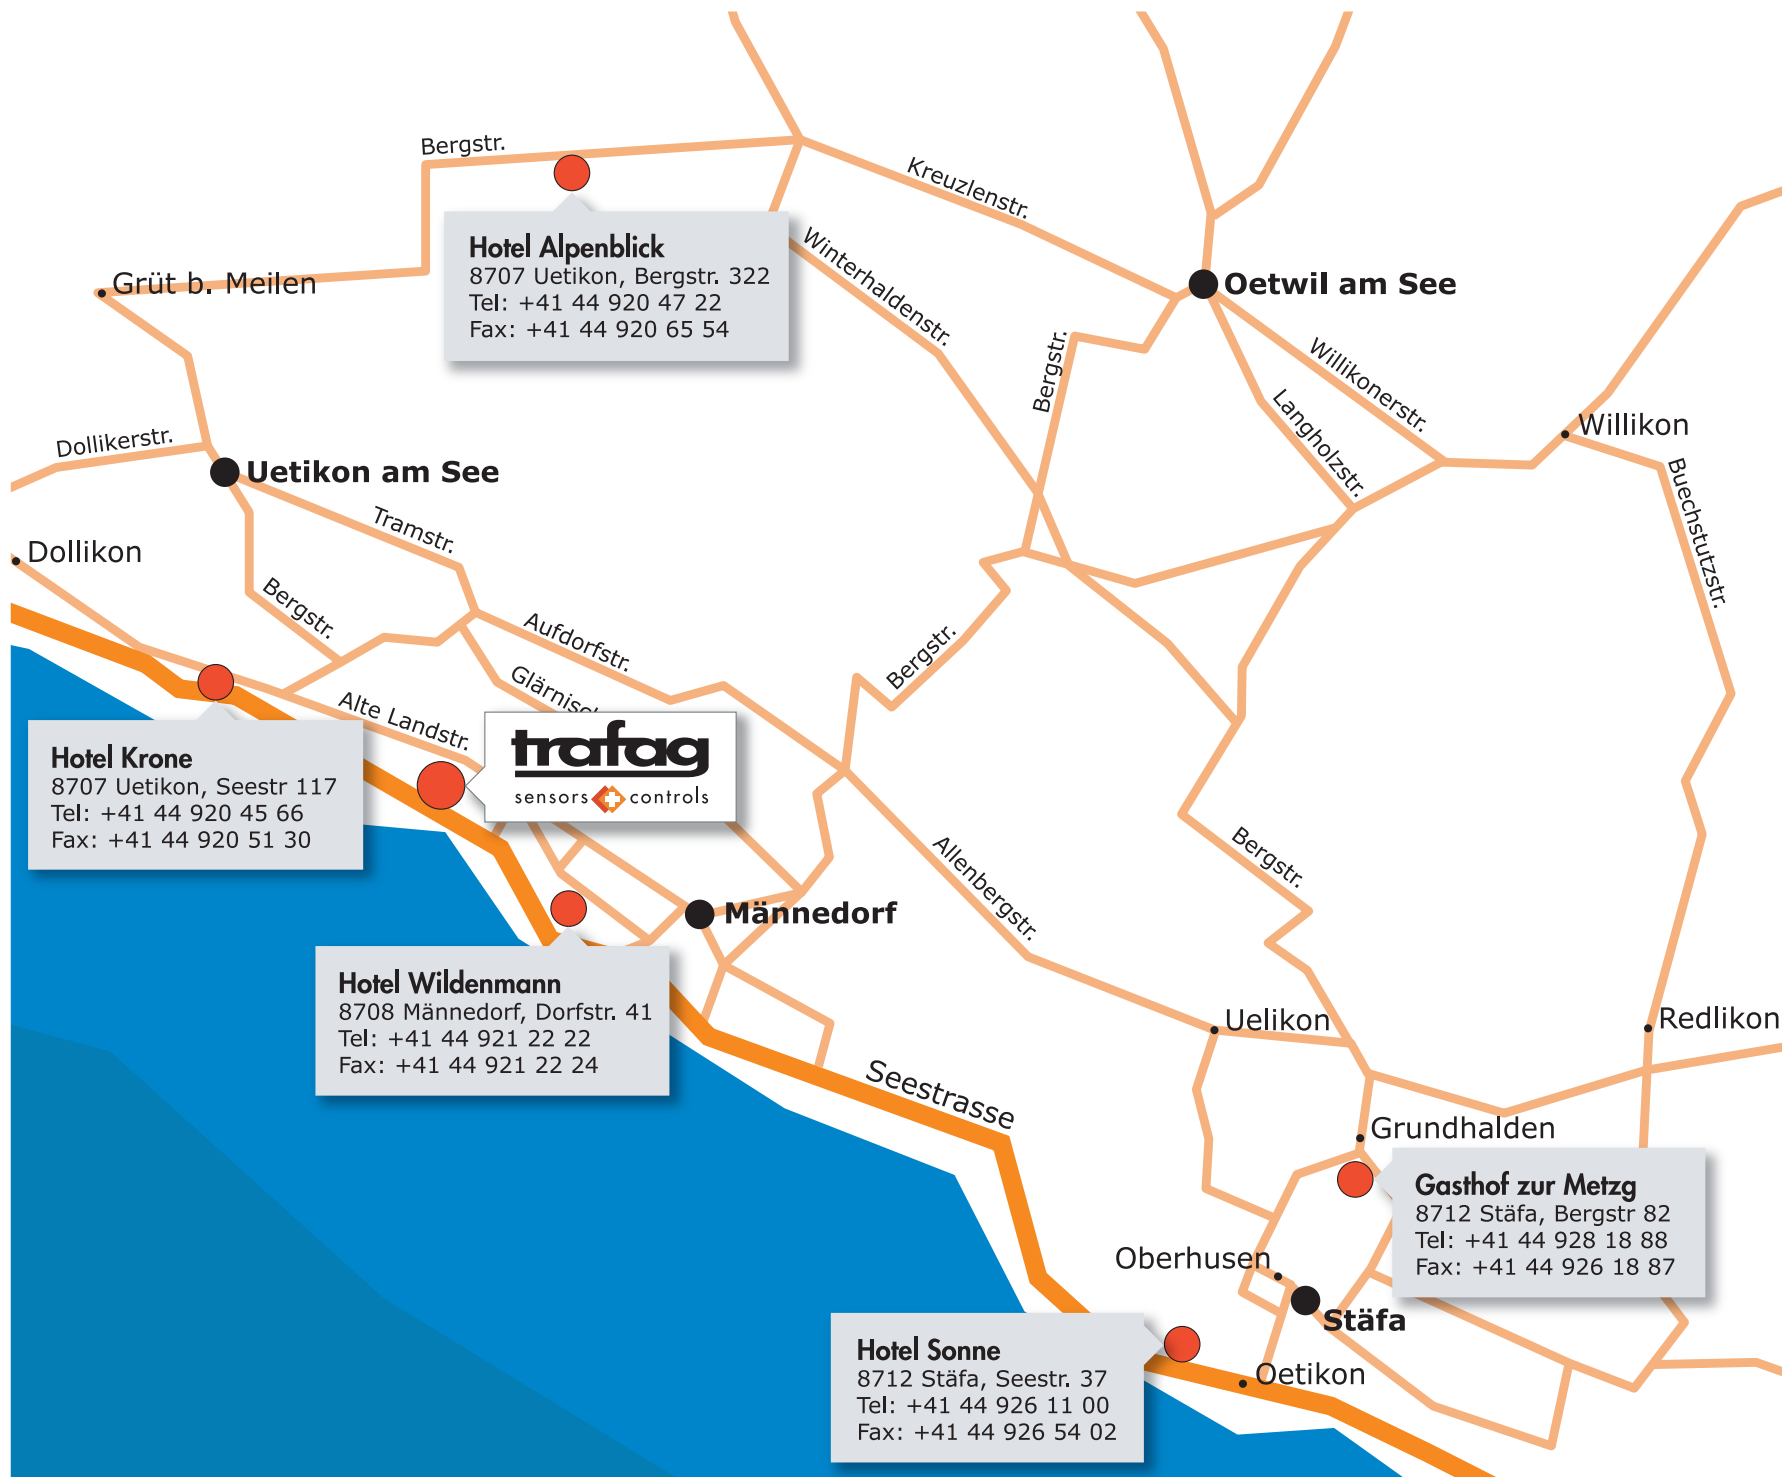 Bergstr.
Kreuzlenstr.
Winterhaldenstr.
Hotel Alpenblick
8707 Uetikon, Bergstr. 322
Tel: +41 44 920 47 22
Fax: +41 44 920 65 54
Grüt b. Meilen
Oetwil am See
Bergstr.
Willikonerstr.
Langholzstr.
Willikon
Buechstutzstr.
Dollikerstr.
Uetikon am See
Tramstr.
Dollikon
Bergstr.
Aufdorfstr.
Bergstr.
Alte Landstr.
trafag
sensors controls
Hotel Krone
8707 Uetikon, Seestr 117
Tel: +41 44 920 45 66
Fax: +41 44 920 51 30
Allenbergstr.
Bergstr.
Männedorf
Hotel Wildenmann
8708 Männedorf, Dorfstr. 41
Tel: +41 44 921 22 22
Fax: +41 44 921 22 24
Uelikon
Redlikon
Seestrasse
Grundhalden
Gasthof zur Metzg
8712 Stäfa, Bergstr 82
Tel: +41 44 928 18 88
Fax: +41 44 926 18 87
Oberhusen
Stäfa
Hotel Sonne
8712 Stäfa, Seestr. 37
Tel: +41 44 926 11 00
Fax: +41 44 926 54 02
Oetikon